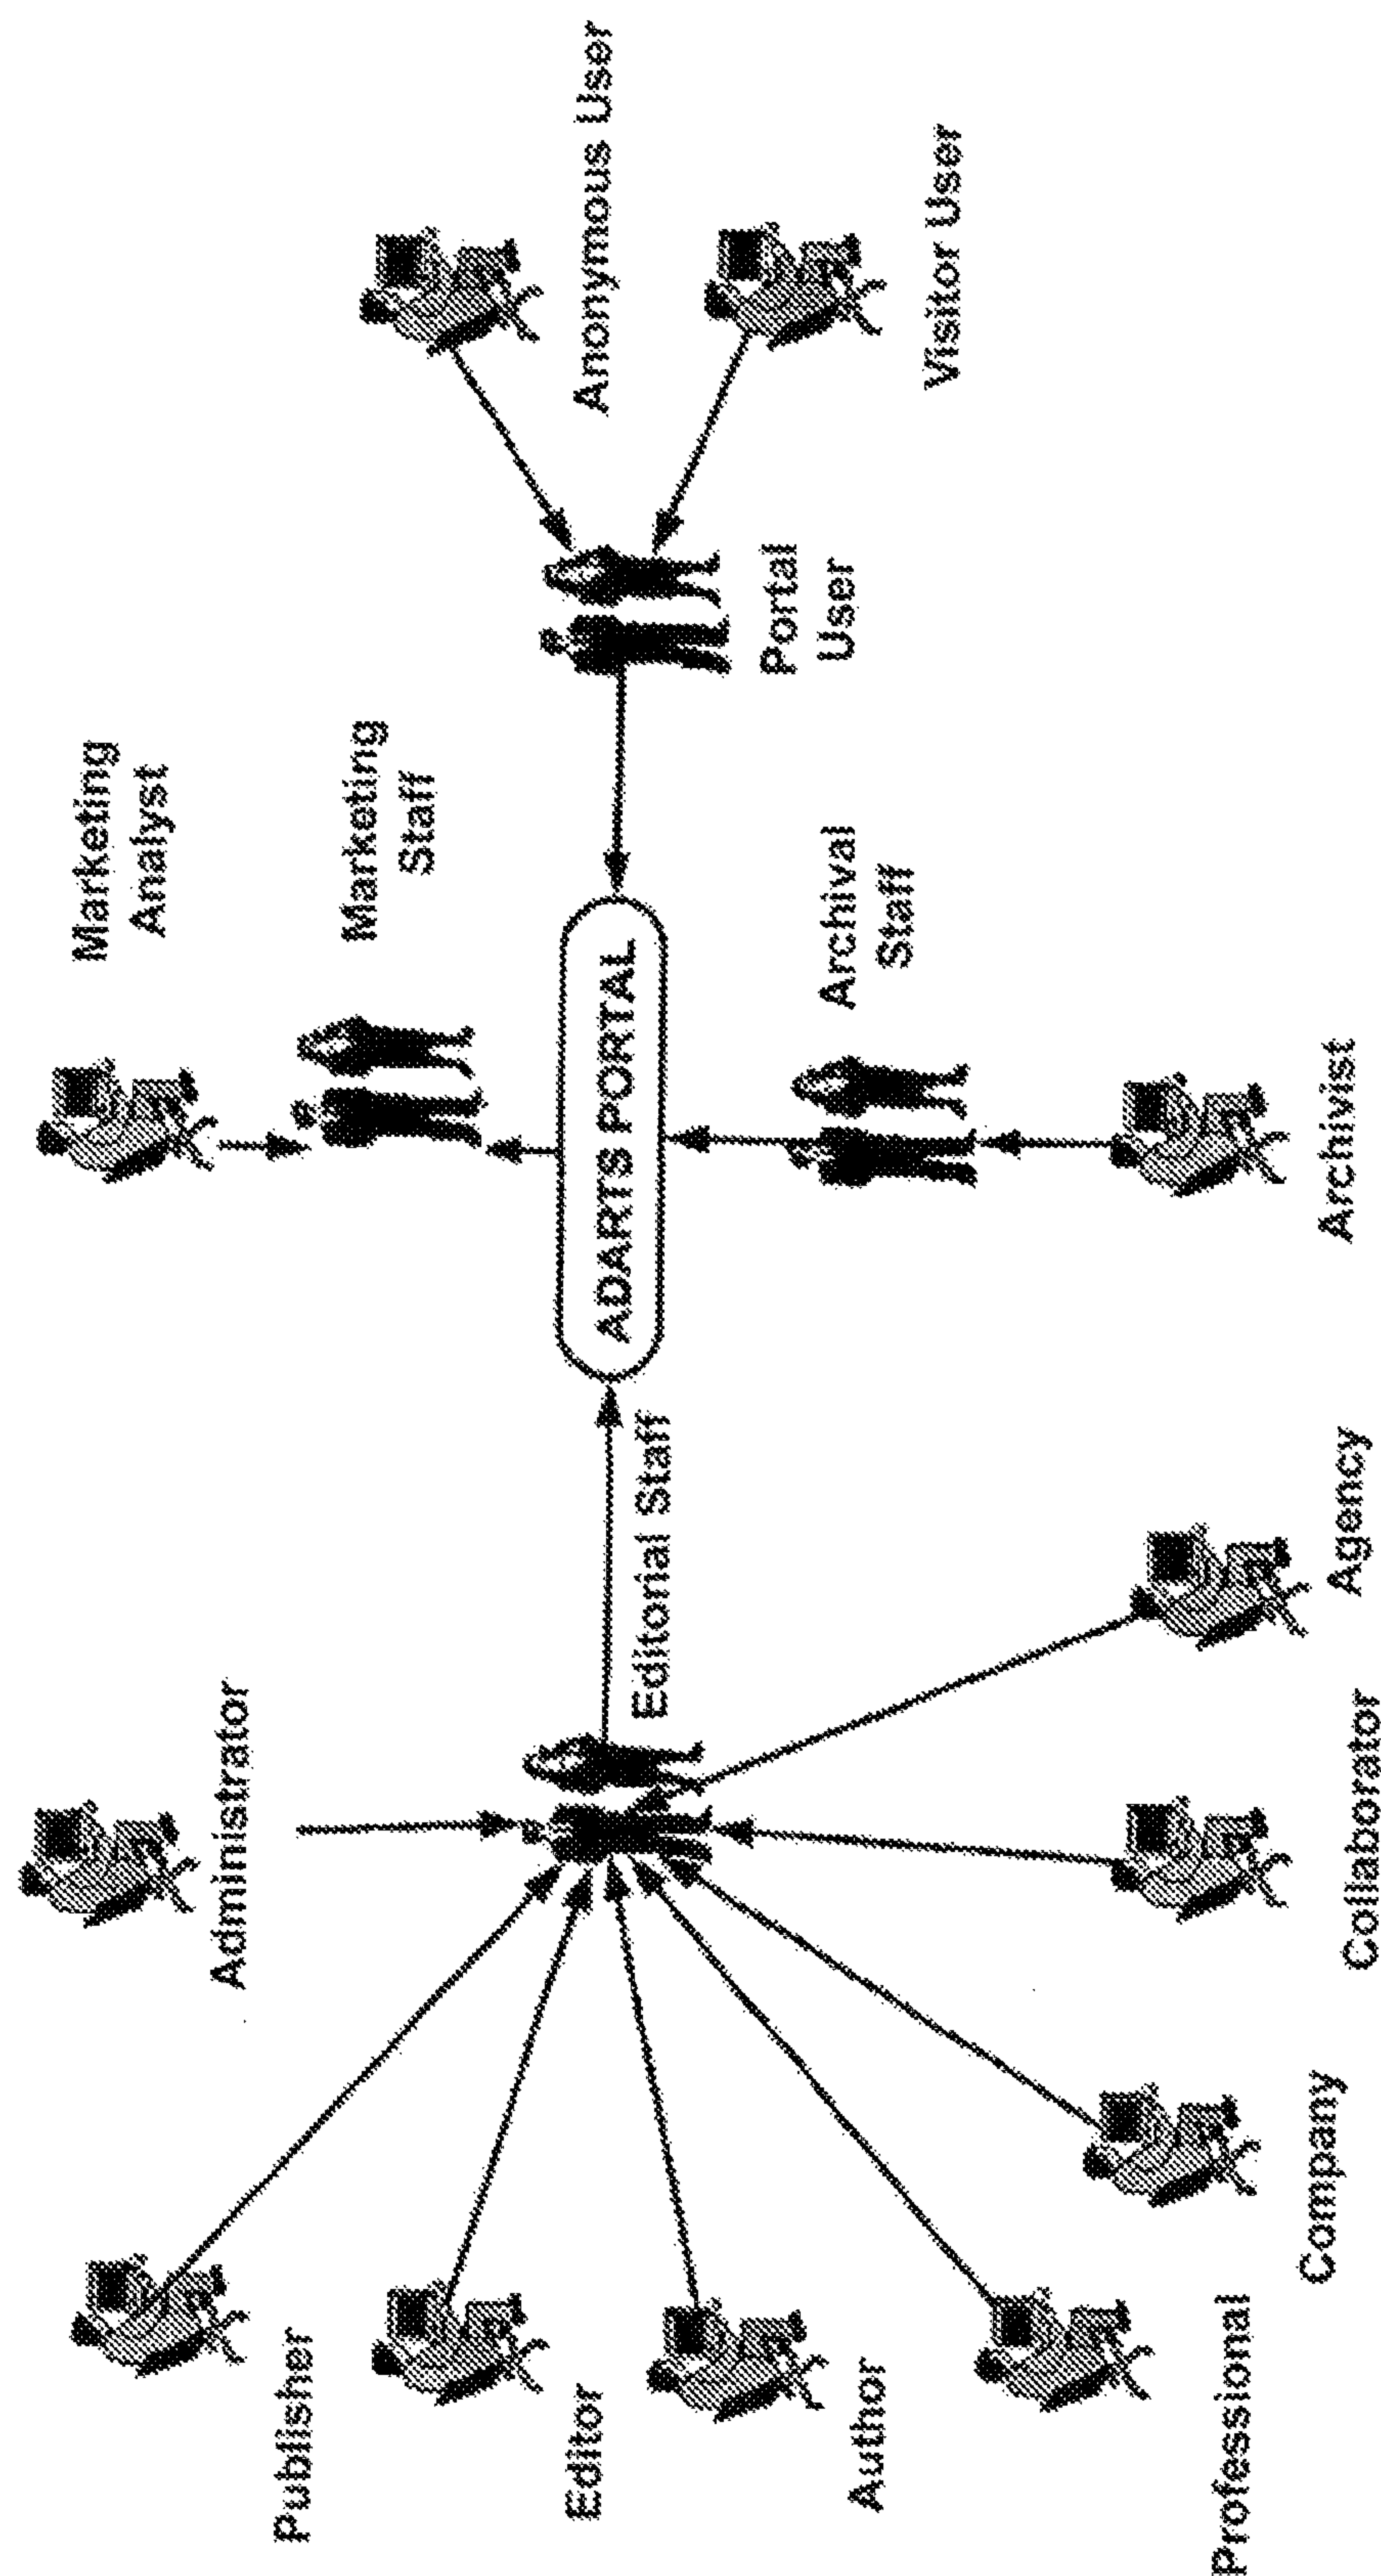 Administrator
Marketing
Analyst
Publisher
Marketing
Staff
Editor
Anonymous User
ADARTS PORTAL
Editorial Staff
Portal
User
Author
Archival
Staff
Visitor User
Professional
Company
Collaborator
Agency
Archivist